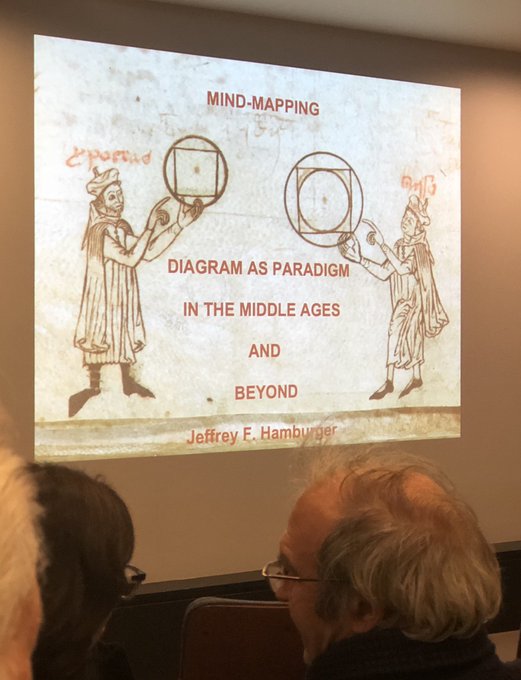 MIND-MAPPING
DIAGRAM AS PARADIGM
IN THE MIDDLE AGES
AND
BEYOND
Jeffrey F. Hamburger